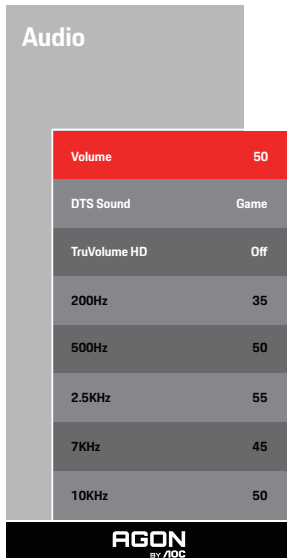 Audio
Volume 50
DTS Sound Game
TruVolume HD Off
200Hz 35
500Hz 50
2.5KHz 55
7KHz 45
10KHz 50
AGON
BY AOC